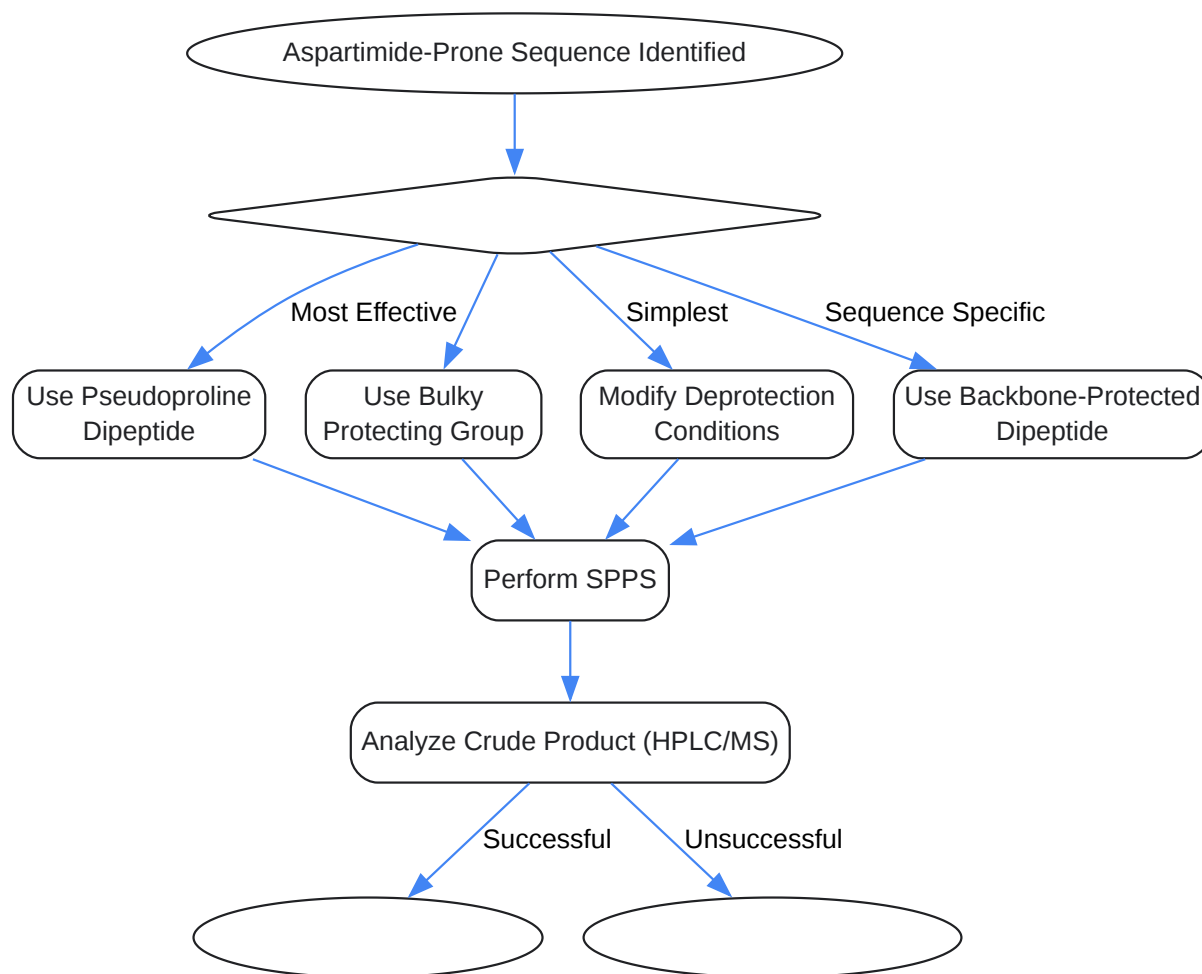 Aspartimide-Prone Sequence Identified
Most Effective
Simplest
Sequence Specific
Use Pseudoproline
Dipeptide
Use Bulky
Protecting Group
Modify Deprotection
Conditions
Use Backbone-Protected
Dipeptide
Perform SPPS
Analyze Crude Product (HPLC/MS)
Successful
Unsuccessful